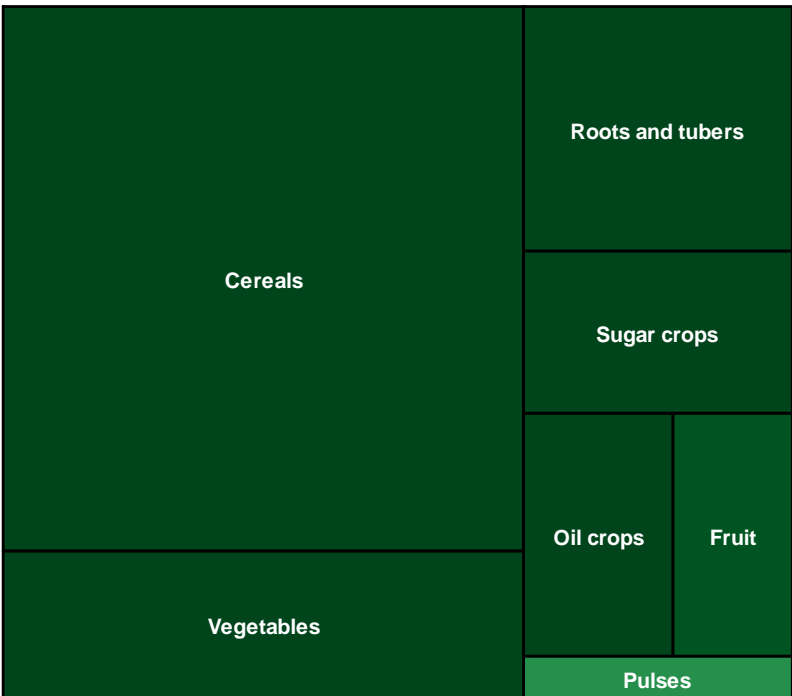 Roots and tubers
Cereals
Sugar crops
Oil crops
Fruit
Vegetables
Pulses